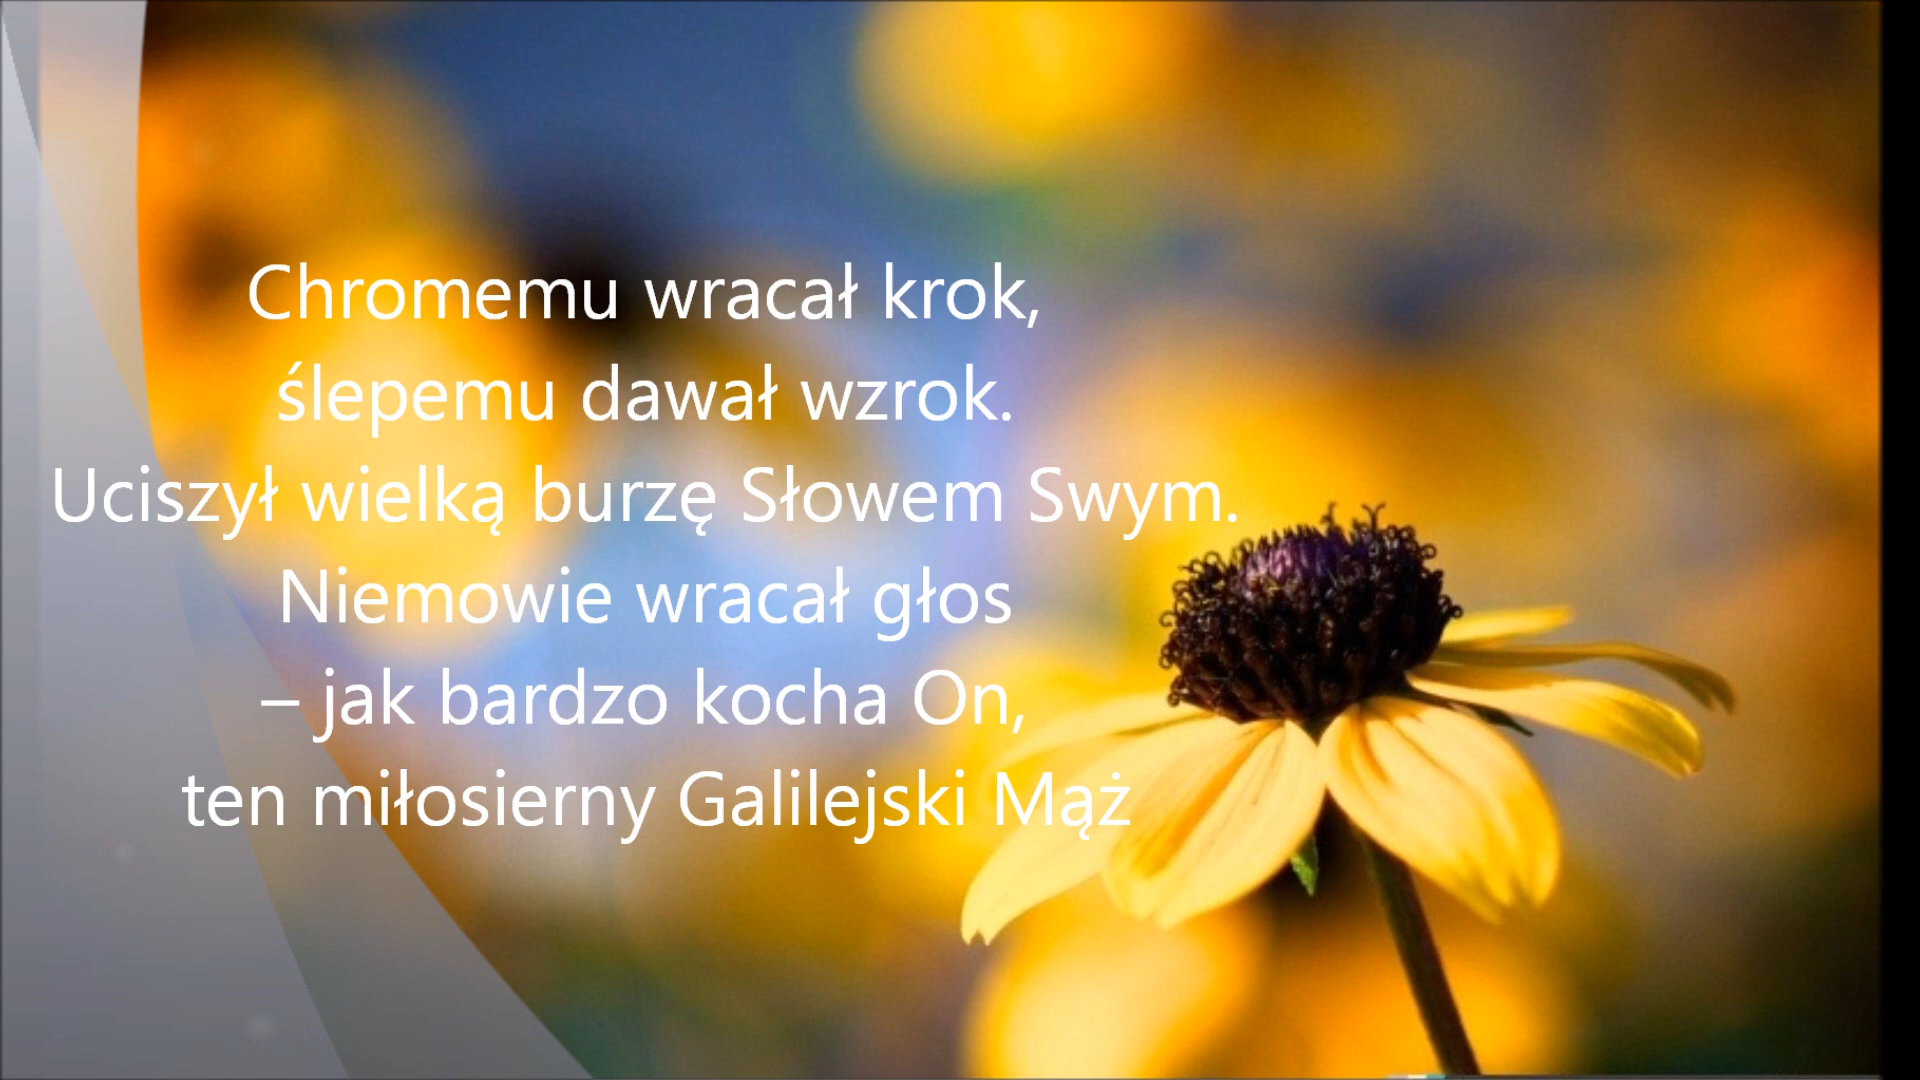 Chromemu wracał krok,
ślepemu dawał wzrok.
Uciszył wielką burzę Słowem Swym.
Niemowie wracał głos
– jak bardzo kocha On,
ten miłosierny Galilejski Mąż